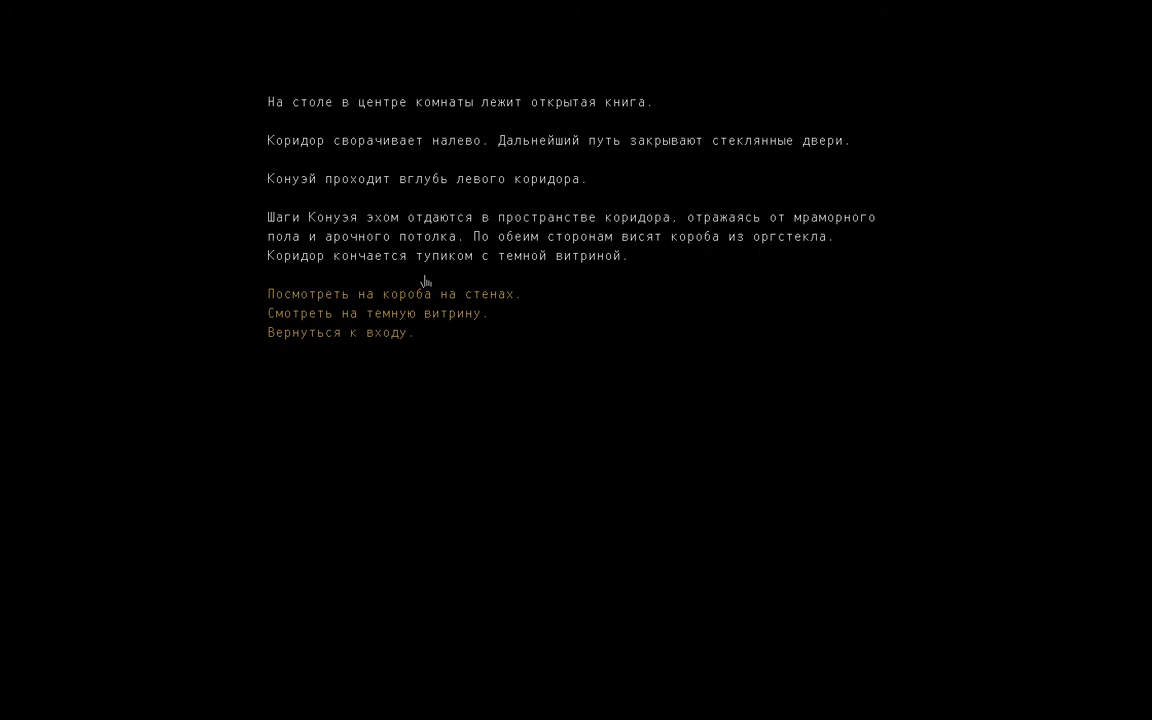 На столе в центре комнаты лежит открытая книга.
Коридор сворачивает налево. Дальнейший путь закрывают стеклянные двери.
Конуэй проходит вглубь левого коридора.
Шаги Конуэя эхом отдаются в пространстве коридора, отражаясь от мраморного
пола и арочного потолка. По обеим сторонам висят короба из оргстекла.
Коридор кончается тупиком с темной витриной.
Посмотреть на короба на стенах.
Смотреть на темную витрину.
Вернуться к входу.